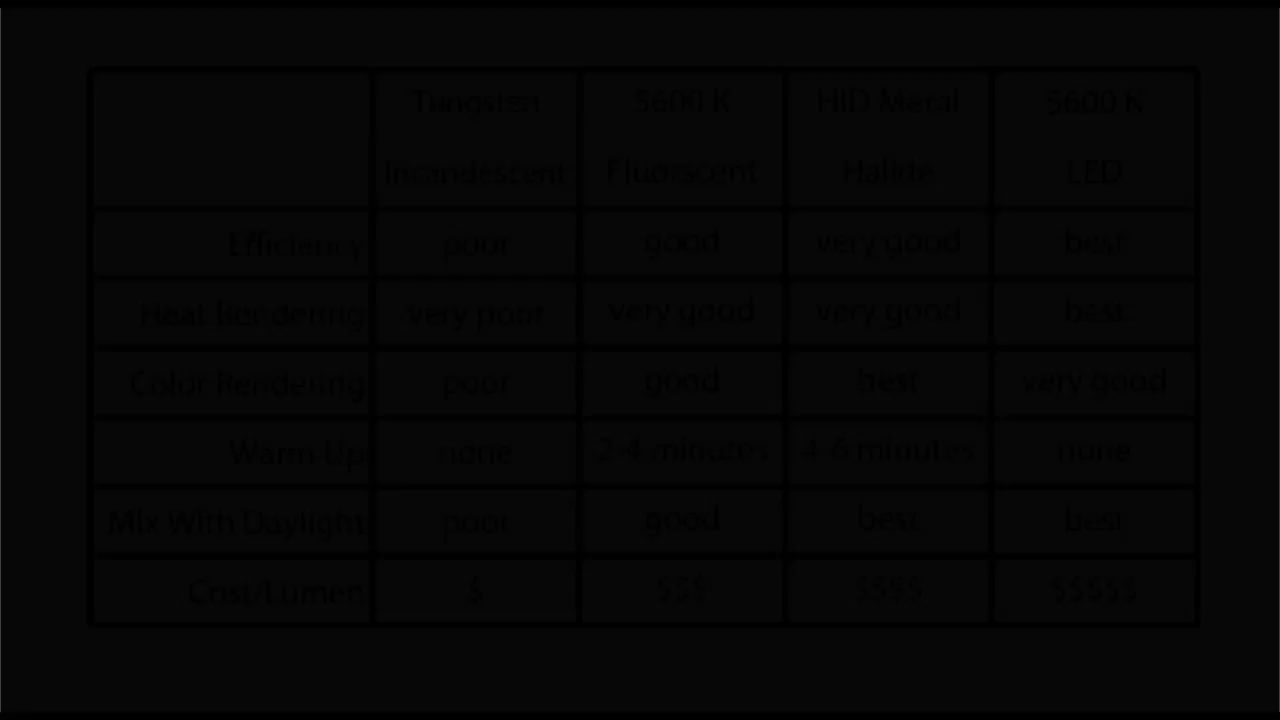 Tungsten 5600 K HID Metal 5600 K
Incandescent Fluorscent Halide LED
Efficiency poor good very good best
Heat Rendering very poor very good very good best
Color Rendering poor good best very good
Warm Up none 2-4 minutes 4-6 minutes none
Mix With Daylight poor good best best
Cost/Lumen $ $$$ $$$$ $$$$$